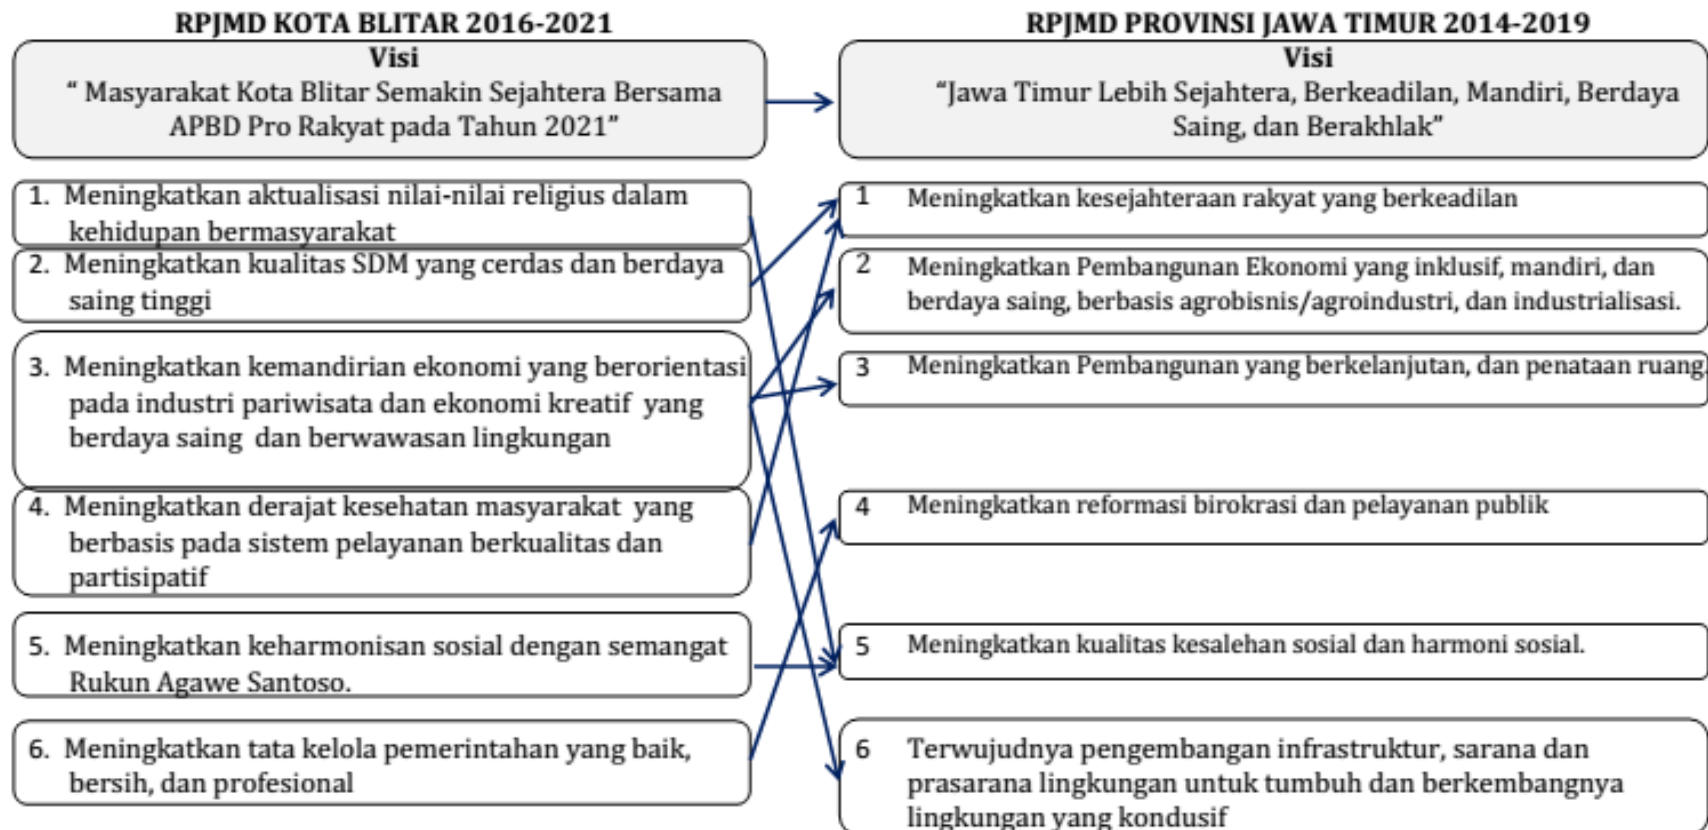 RPJMD KOTA BLITAR 2016-2021
Visi
“ Masyarakat Kota Blitar Semakin Sejahtera Bersama
APBD Pro Rakyat pada Tahun 2021”
1. Meningkatkan aktualisasi nilai-nilai religius dalam
kehidupan bermasyarakat
2. Meningkatkan kualitas SDM yang cerdas dan berdaya
saing tinggi
3. Meningkatkan kemandirian ekonomi yang berorientasi
pada industri pariwisata dan ekonomi kreatif yang
berdaya saing dan berwawasan lingkungan
4. Meningkatkan derajat kesehatan masyarakat yang
berbasis pada sistem pelayanan berkualitas dan
partisipatif
5. Meningkatkan keharmonisan sosial dengan semangat
Rukun Agawe Santoso.
6. Meningkatkan tata kelola pemerintahan yang baik,
bersih, dan profesional
RPJMD PROVINSI JAWA TIMUR 2014-2019
Visi
“Jawa Timur Lebih Sejahtera, Berkeadilan, Mandiri, Berdaya
Saing, dan Berakhlak”
1 Meningkatkan kesejahteraan rakyat yang berkeadilan
2 Meningkatkan Pembangunan Ekonomi yang inklusif, mandiri, dan
berdaya saing, berbasis agrobisnis/agroindustri, dan industrialisasi.
3 Meningkatkan Pembangunan yang berkelanjutan, dan penataan ruang.
4 Meningkatkan reformasi birokrasi dan pelayanan publik
5 Meningkatkan kualitas kesalehan sosial dan harmoni sosial.
6 Terwujudnya pengembangan infrastruktur, sarana dan
prasarana lingkungan untuk tumbuh dan berkembangnya
lingkungan yang kondusif